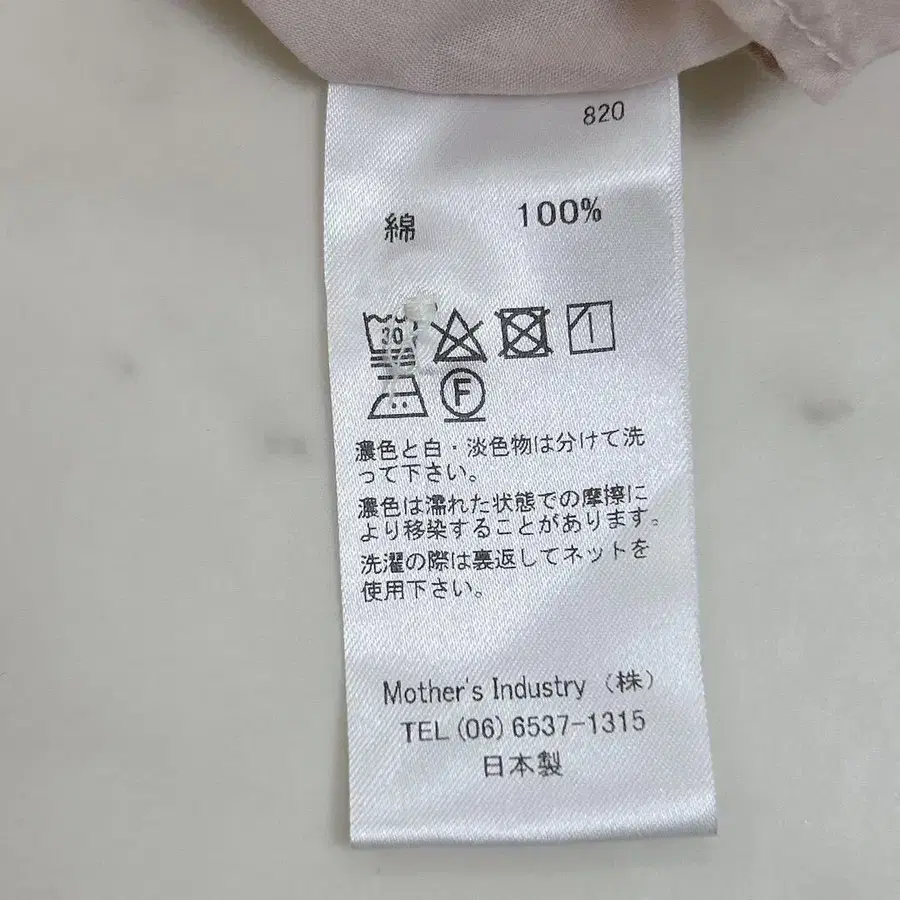 820
綿 100%
30
F
濃色と白・淡色物は分けて洗
って下さい。
濃色は濡れた状態での摩擦に
より移染することがあります。
洗濯の際は裏返してネットを
使用下さい。
Mother's Industry (株)
TEL (06) 6537-1315
日本製